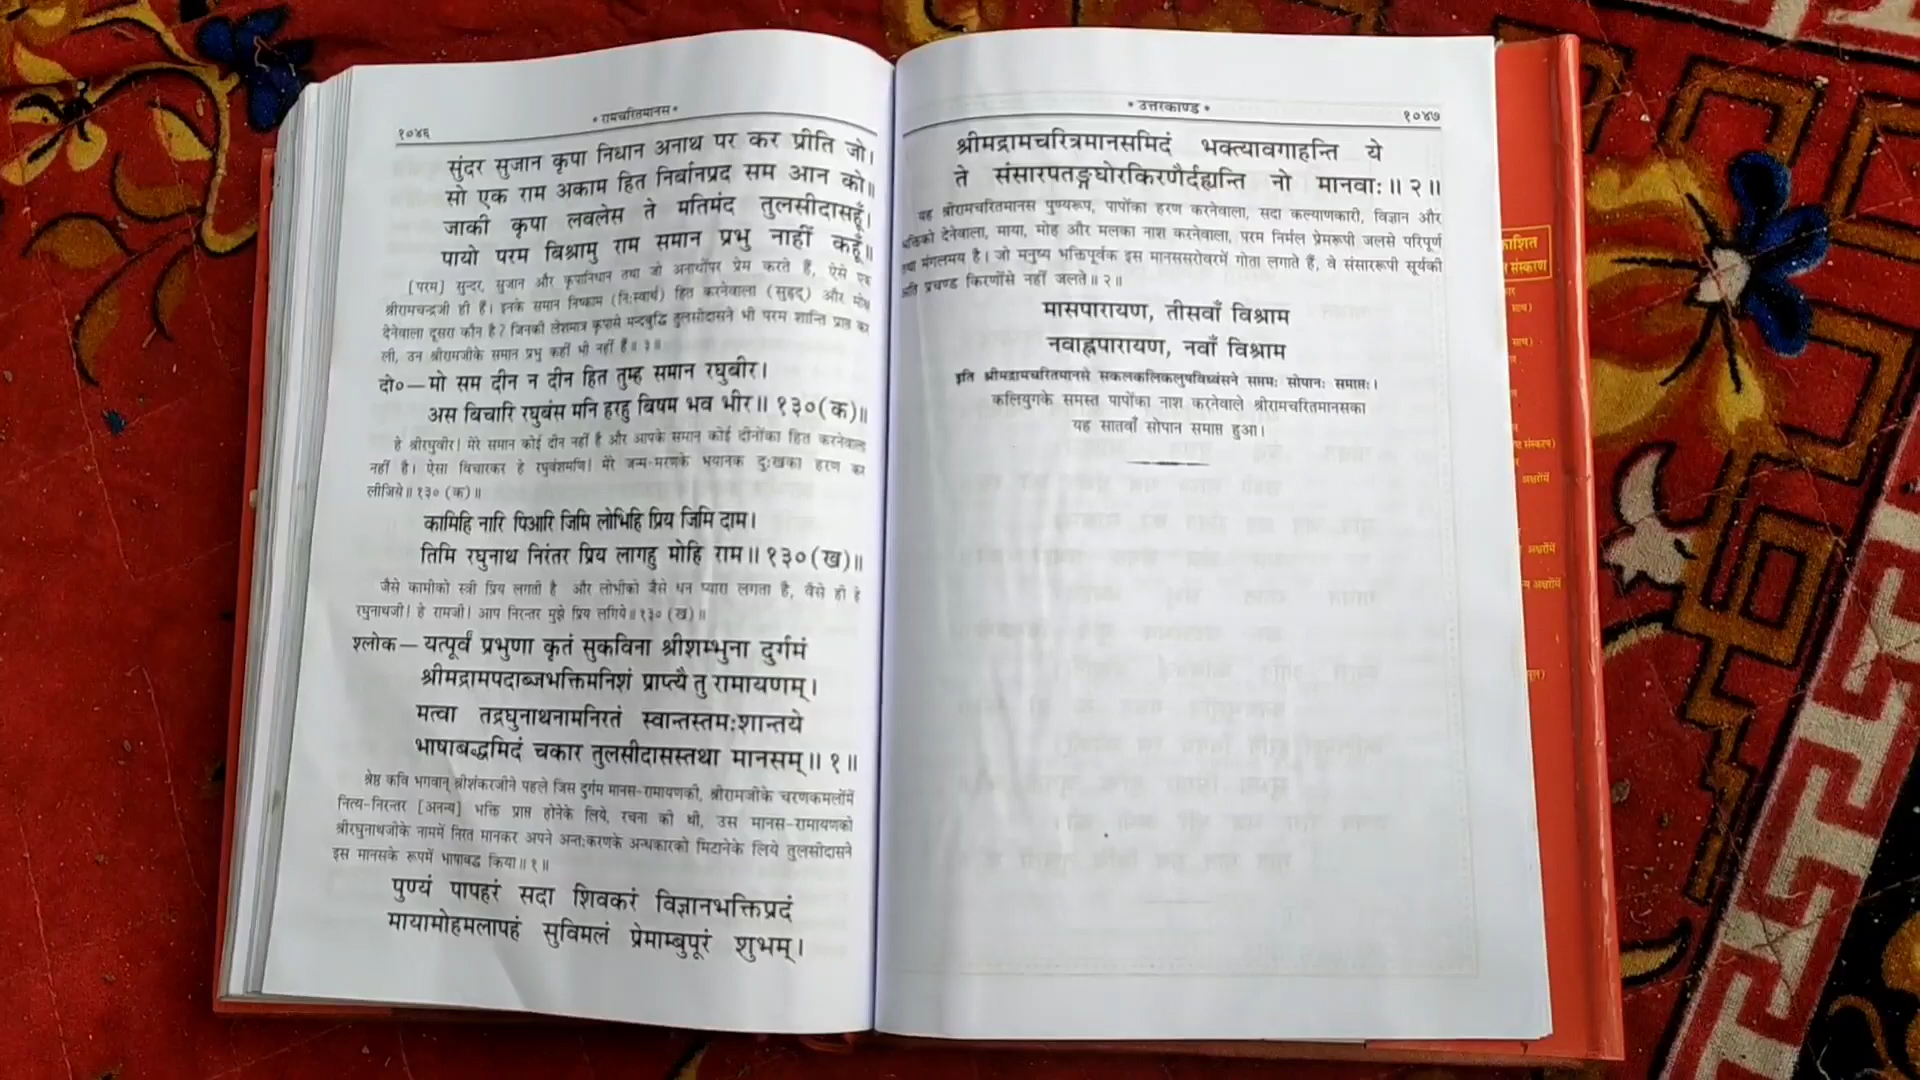 १०४६
* रामचरितमानस *
सुंदर सुजान कृपा निधान अनाथ पर कर प्रीति जो।
सो एक राम अकाम हित निर्बानप्रद सम आन को॥
जाकी कृपा लवलेस ते मतिमंद तुलसीदासहूँ।
पायो परम बिश्रामु राम समान प्रभु नाहीं कहूँ॥
[परम] सुन्दर, सुजान और कृपानिधान तथा जो अनाथोंपर प्रेम करते हैं, ऐसे एक
श्रीरामचन्द्रजी ही हैं। इनके समान निष्काम (निःस्वार्थ) हित करनेवाला (सुहृद्) और मोक्ष
देनेवाला दूसरा कौन है? जिनकी लेशमात्र कृपासे मन्दबुद्धि तुलसीदासने भी परम शान्ति प्राप्त कर
ली, उन श्रीरामजीके समान प्रभु कहीं भी नहीं हैं॥ ३॥
दो०—मो सम दीन न दीन हित तुम्ह समान रघुबीर।
अस बिचारि रघुबंस मनि हरहु बिषम भव भीर॥ १३०(क)॥
हे श्रीरघुवीर! मेरे समान कोई दीन नहीं है और आपके समान कोई दीनोंका हित करनेवाला
नहीं है। ऐसा विचारकर हे रघुवंशमणि! मेरे जन्म-मरणके भयानक दुःखका हरण कर
लीजिये॥ १३० (क)॥
कामिहि नारि पिआरि जिमि लोभिहि प्रिय जिमि दाम।
तिमि रघुनाथ निरंतर प्रिय लागहु मोहि राम॥ १३०(ख)॥
जैसे कामीको स्त्री प्रिय लगती है और लोभीको जैसे धन प्यारा लगता है, वैसे ही हे
रघुनाथजी! हे रामजी! आप निरन्तर मुझे प्रिय लगिये॥ १३० (ख)॥
श्लोक—यत्पूर्वं प्रभुणा कृतं सुकविना श्रीशम्भुना दुर्गमं
श्रीमद्रामपदाब्जभक्तिमनिशं प्राप्त्यै तु रामायणम्।
मत्वा तद्रघुनाथनामनिरतं स्वान्तस्तमःशान्तये
भाषाबद्धमिदं चकार तुलसीदासस्तथा मानसम्॥ १॥
श्रेष्ठ कवि भगवान् श्रीशंकरजीने पहले जिस दुर्गम मानस-रामायणकी, श्रीरामजीके चरणकमलोंमें
नित्य-निरन्तर [अनन्य] भक्ति प्राप्त होनेके लिये, रचना की थी, उस मानस-रामायणको
श्रीरघुनाथजीके नाममें निरत मानकर अपने अन्तःकरणके अन्धकारको मिटानेके लिये तुलसीदासने
इस मानसके रूपमें भाषाबद्ध किया॥ १॥
पुण्यं पापहरं सदा शिवकरं विज्ञानभक्तिप्रदं
मायामोहमलापहं सुविमलं प्रेमाम्बुपूरं शुभम्।
* उत्तरकाण्ड *
१०४७
श्रीमद्रामचरित्रमानसमिदं भक्त्यावगाहन्ति ये
ते संसारपतङ्गघोरकिरणैर्दह्यन्ति नो मानवाः॥ २॥
यह श्रीरामचरितमानस पुण्यरूप, पापोंका हरण करनेवाला, सदा कल्याणकारी, विज्ञान और
भक्तिको देनेवाला, माया, मोह और मलका नाश करनेवाला, परम निर्मल प्रेमरूपी जलसे परिपूर्ण
तथा मंगलमय है। जो मनुष्य भक्तिपूर्वक इस मानससरोवरमें गोता लगाते हैं, वे संसाररूपी सूर्यकी
अति प्रचण्ड किरणोंसे नहीं जलते॥ २॥
मासपारायण, तीसवाँ विश्राम
नवाह्नपारायण, नवाँ विश्राम
इति श्रीमद्रामचरितमानसे सकलकलिकलुषविध्वंसने सप्तमः सोपानः समाप्तः।
कलियुगके समस्त पापोंका नाश करनेवाले श्रीरामचरितमानसका
यह सातवाँ सोपान समाप्त हुआ।
संस्करण
अक्षरोंमें